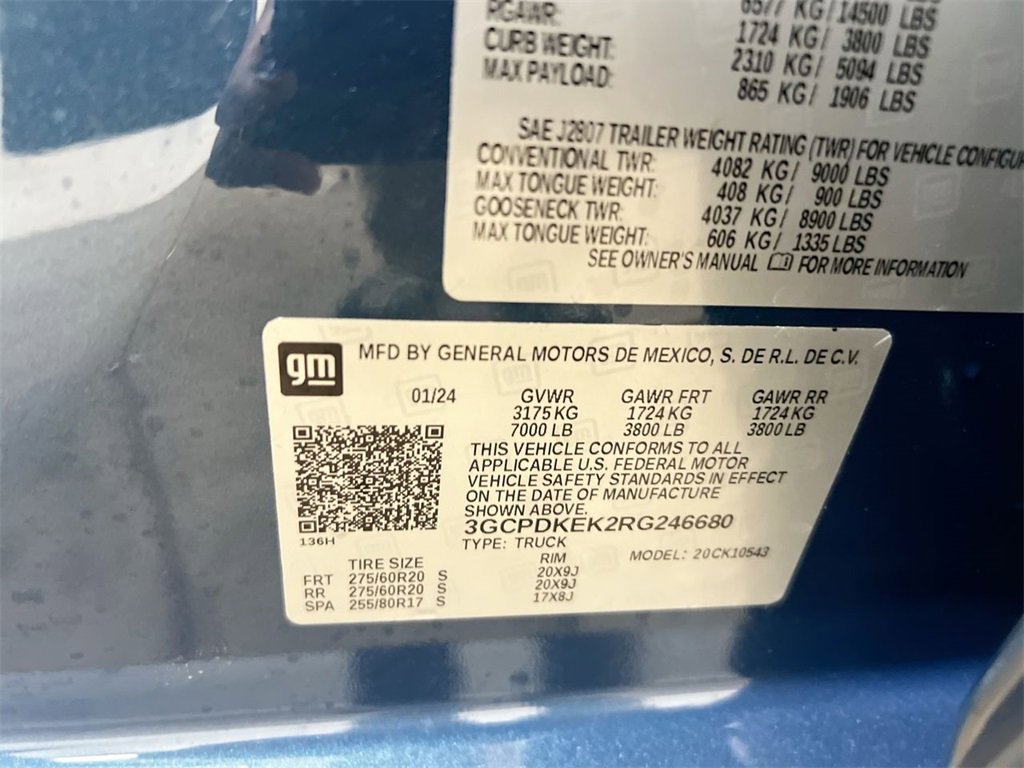 RGAWR:
6577 KG/14500 LBS
CURB WEIGHT: 1724 KG/ 3800 LBS
MAX PAYLOAD: 2310 KG/ 5094 LBS
865 KG/ 1906 LBS
SAE J2807 TRAILER WEIGHT RATING (TWR) FOR VEHICLE CONFIGUR
CONVENTIONAL TWR: 4082 KG/ 9000 LBS
MAX TONGUE WEIGHT: 408 KG/ 900 LBS
GOOSENECK TWR: 4037 KG/ 8900 LBS
MAX TONGUE WEIGHT: 606 KG/ 1335 LBS
SEE OWNER'S MANUAL FOR MORE INFORMATION
gm
MFD BY GENERAL MOTORS DE MEXICO, S. DE R.L. DE C.V.
01/24 GVWR GAWR FRT GAWR RR
3175 KG 1724 KG 1724 KG
7000 LB 3800 LB 3800 LB
THIS VEHICLE CONFORMS TO ALL
APPLICABLE U.S. FEDERAL MOTOR
VEHICLE SAFETY STANDARDS IN EFFECT
ON THE DATE OF MANUFACTURE
SHOWN ABOVE.
3GCPDKEK2RG246680
136H
TYPE: TRUCK
MODEL: 20CK10543
TIRE SIZE RIM
FRT 275/60R20 S 20X9J
RR 275/60R20 S 20X9J
SPA 255/80R17 S 17X8J